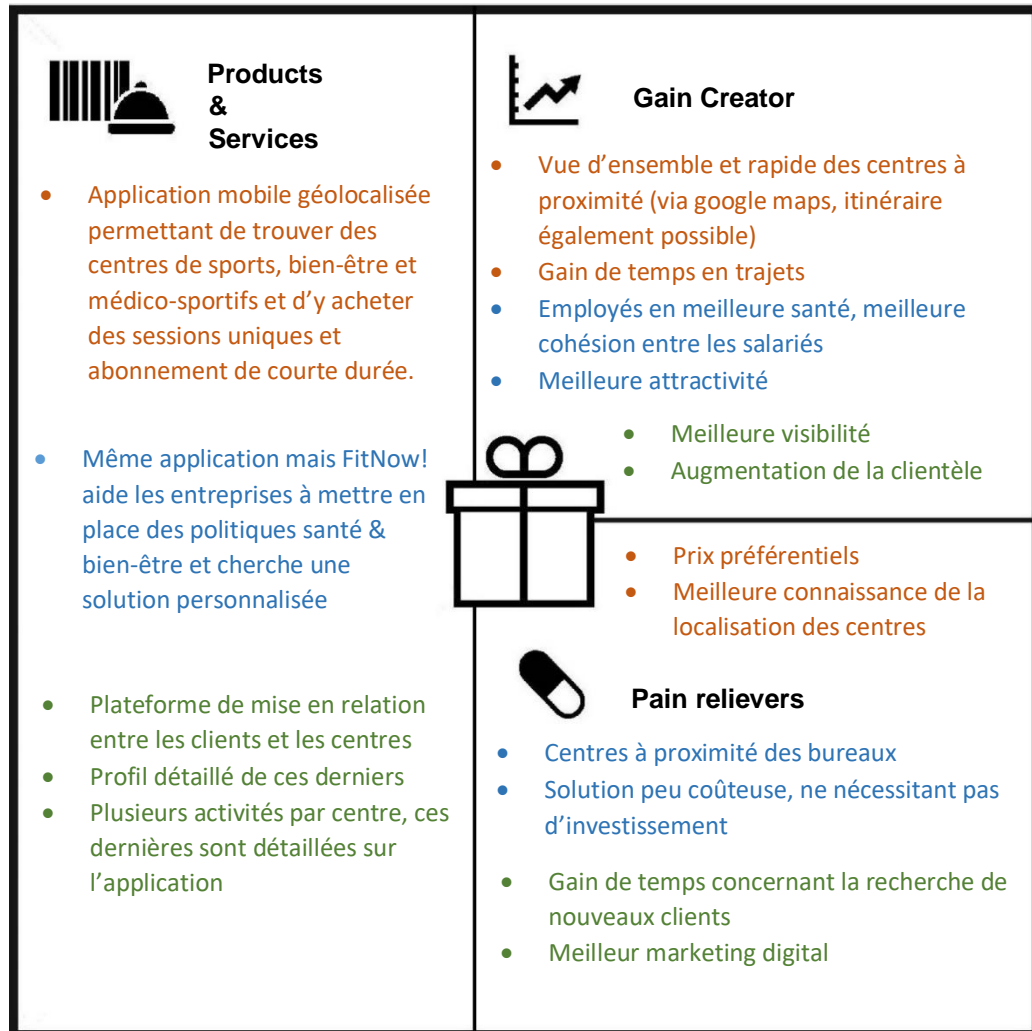 Products
&
Services
• Application mobile géolocalisée
permettant de trouver des
centres de sports, bien-être et
médico-sportifs et d’y acheter
des sessions uniques et
abonnement de courte durée.
• Même application mais FitNow!
aide les entreprises à mettre en
place des politiques santé &
bien-être et cherche une
solution personnalisée
• Plateforme de mise en relation
entre les clients et les centres
• Profil détaillé de ces derniers
• Plusieurs activités par centre, ces
dernières sont détaillées sur
l’application
Gain Creator
• Vue d’ensemble et rapide des centres à
proximité (via google maps, itinéraire
également possible)
• Gain de temps en trajets
• Employés en meilleure santé, meilleure
cohésion entre les salariés
• Meilleure attractivité
• Meilleure visibilité
• Augmentation de la clientèle
• Prix préférentiels
• Meilleure connaissance de la
localisation des centres
Pain relievers
• Centres à proximité des bureaux
• Solution peu coûteuse, ne nécessitant pas
d’investissement
• Gain de temps concernant la recherche de
nouveaux clients
• Meilleur marketing digital